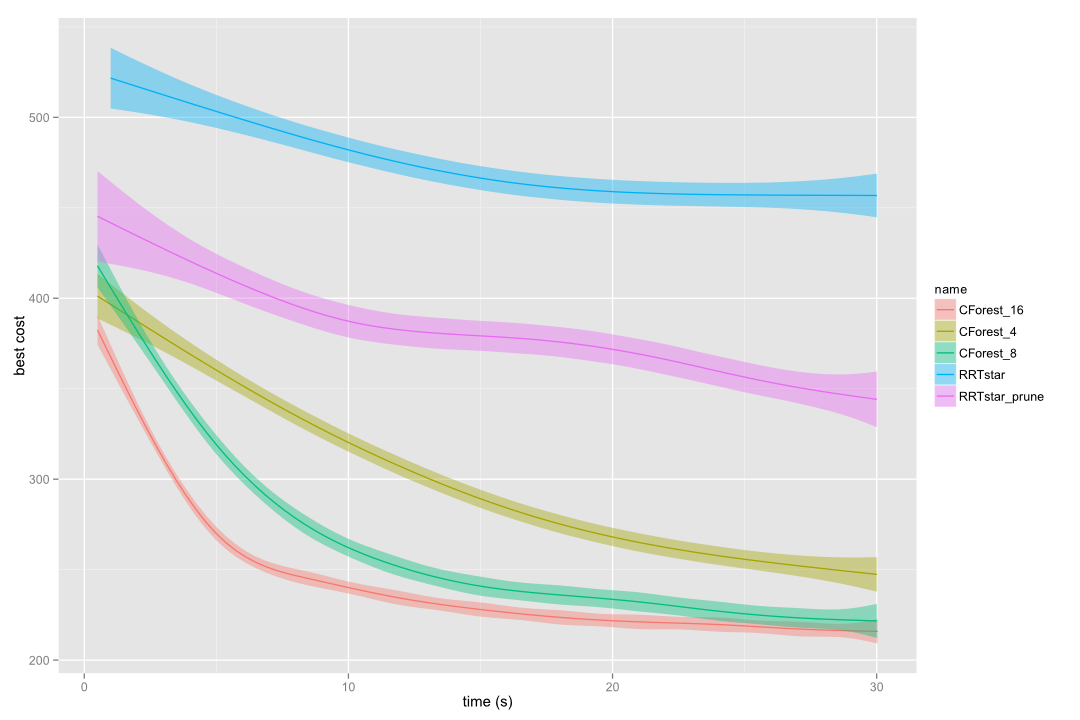 best cost
500
400
300
200
0
10
20
30
time (s)
name
CForest_16
CForest_4
CForest_8
RRTstar
RRTstar_prune